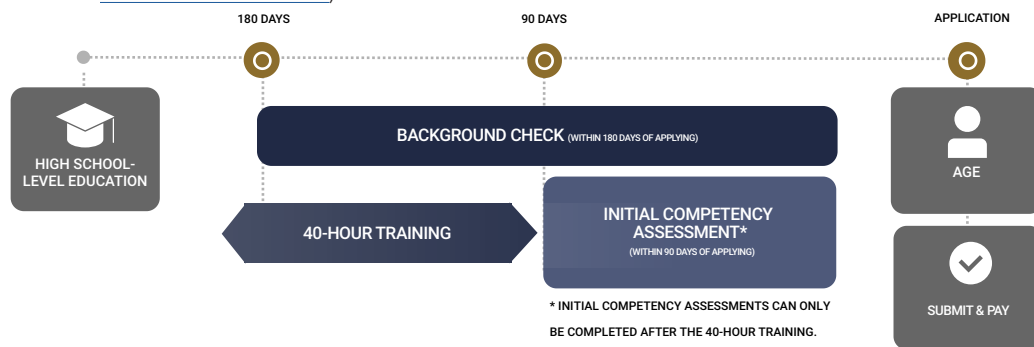 180 DAYS
90 DAYS
APPLICATION
HIGH SCHOOL-
LEVEL EDUCATION
BACKGROUND CHECK (WITHIN 180 DAYS OF APPLYING)
40-HOUR TRAINING
INITIAL COMPETENCY
ASSESSMENT*
(WITHIN 90 DAYS OF APPLYING)
* INITIAL COMPETENCY ASSESSMENTS CAN ONLY
BE COMPLETED AFTER THE 40-HOUR TRAINING.
AGE
SUBMIT & PAY